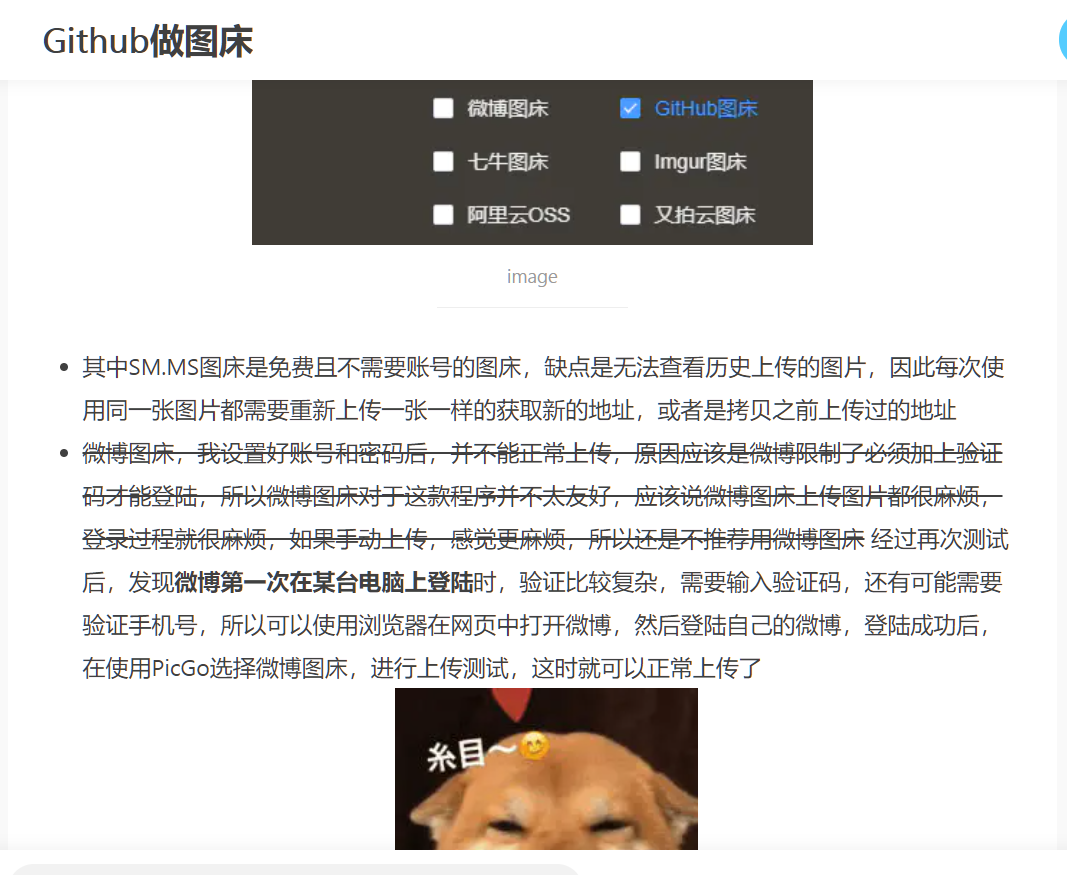 Github做图床
微博图床 GitHub图床
七牛图床 Imgur图床
阿里云OSS 又拍云图床
image
其中SM.MS图床是免费且不需要账号的图床，缺点是无法查看历史上传的图片，因此每次使
用同一张图片都需要重新上传一张一样的获取新的地址，或者是拷贝之前上传过的地址
微博图床，我设置好账号和密码后，并不能正常上传，原因应该是微博限制了必须加上验证
码才能登陆，所以微博图床对于这款程序并不太友好，应该说微博图床上传图片都很麻烦，
登录过程就很麻烦，如果手动上传，感觉更麻烦，所以还是不推荐用微博图床 经过再次测试
后，发现微博第一次在某台电脑上登陆时，验证比较复杂，需要输入验证码，还有可能需要
验证手机号，所以可以使用浏览器在网页中打开微博，然后登陆自己的微博，登陆成功后，
在使用PicGo选择微博图床，进行上传测试，这时就可以正常上传了
糸目～😊